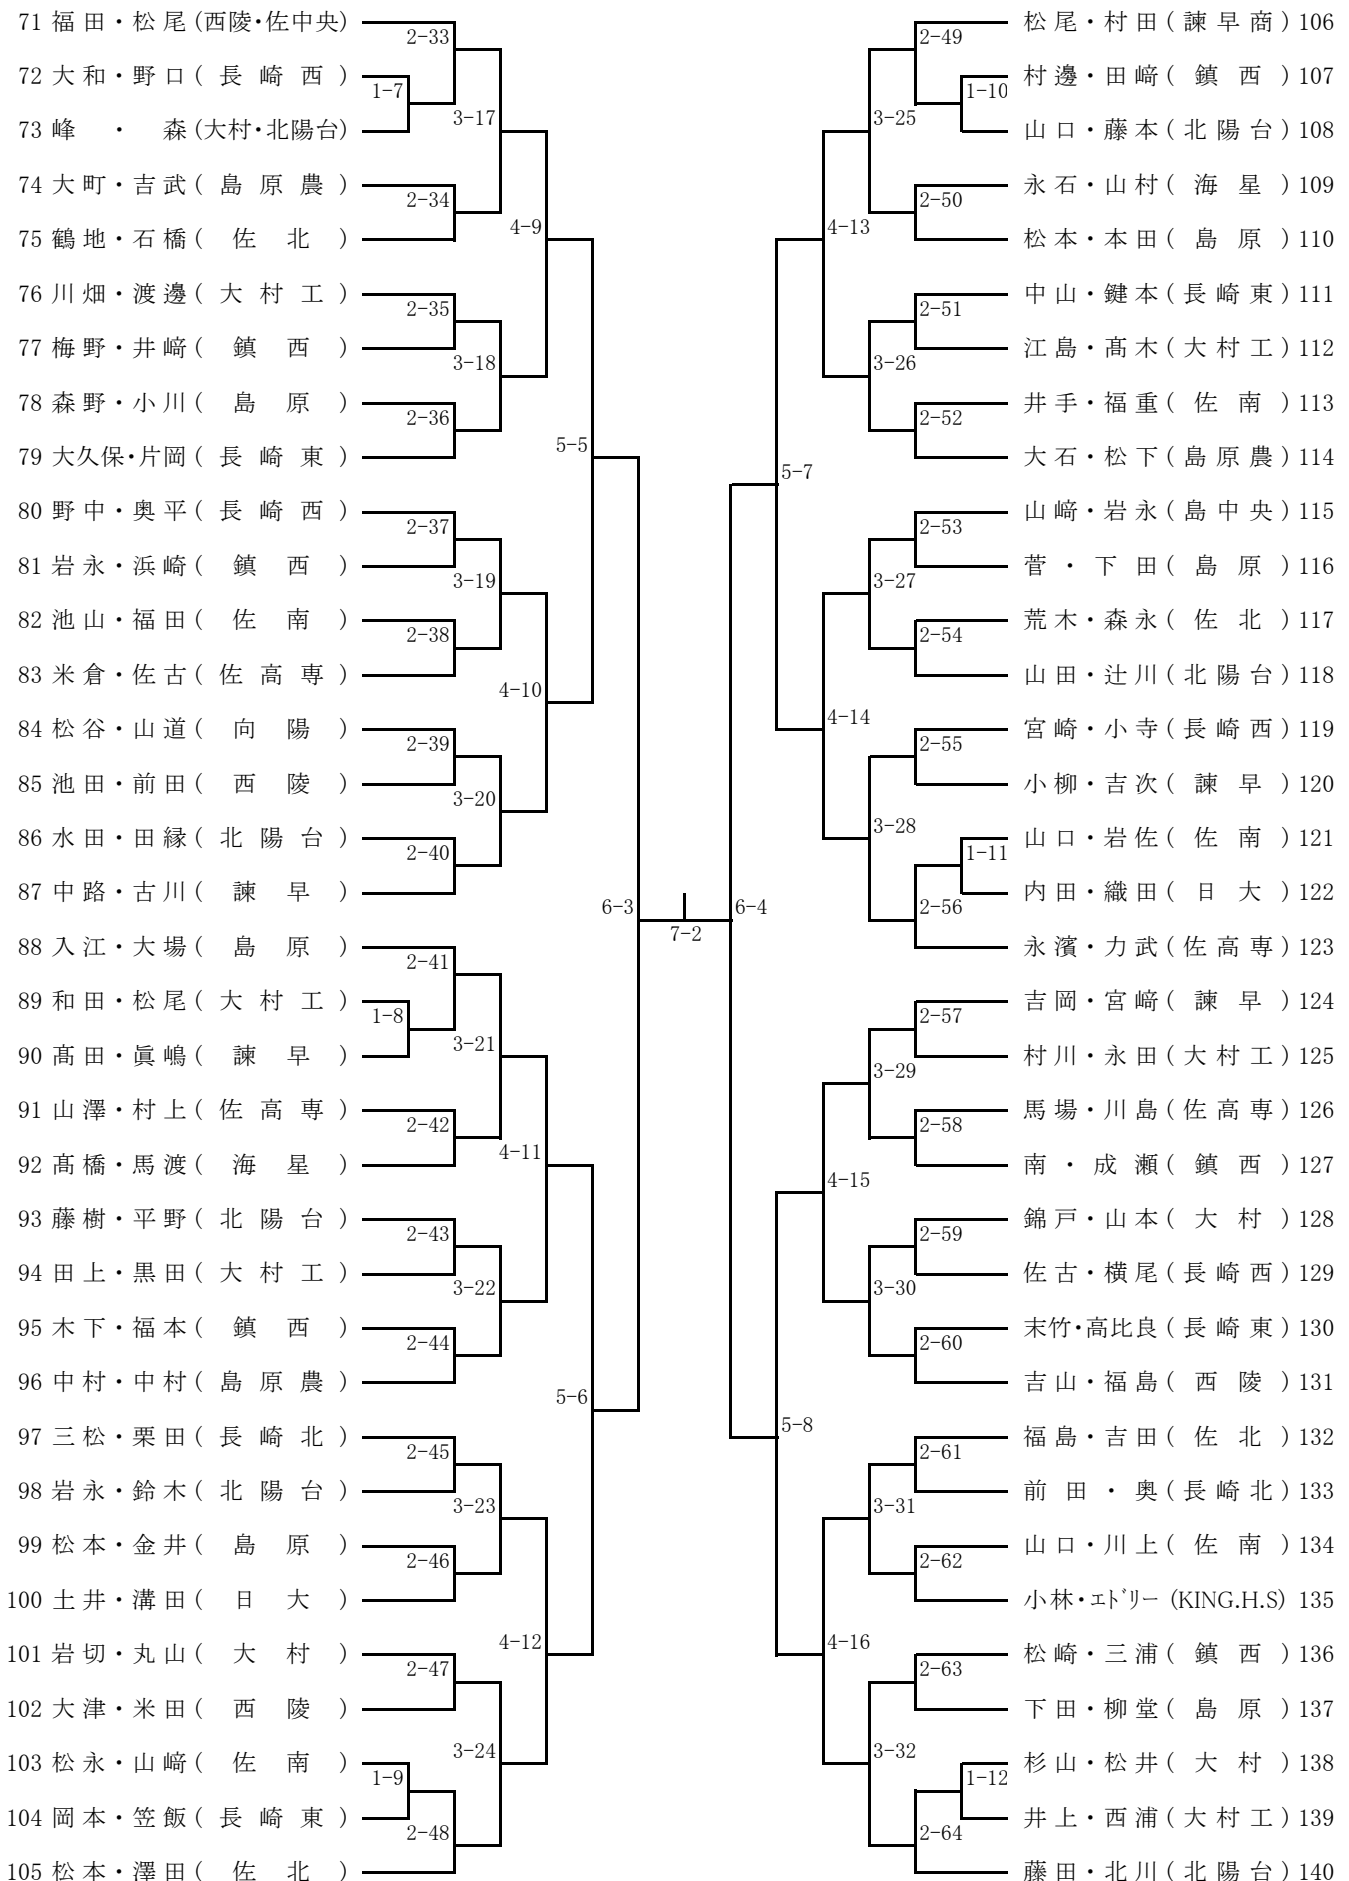 71 福田・松尾(西陵・佐中央)
2-33
72 大和・野口(長崎西)
1-7
73 峰・森(大村・北陽台)
3-17
74 大町・吉武(島原農)
2-34
75 鶴地・石橋(佐北)
4-9
76 川畑・渡邊(大村工)
2-35
77 梅野・井﨑(鎮西)
3-18
78 森野・小川(島原)
2-36
79 大久保・片岡(長崎東)
5-5
80 野中・奥平(長崎西)
2-37
81 岩永・浜崎(鎮西)
3-19
82 池山・福田(佐南)
2-38
83 米倉・佐古(佐高専)
4-10
84 松谷・山道(向陽)
2-39
85 池田・前田(西陵)
3-20
86 水田・田縁(北陽台)
2-40
87 中路・古川(諫早)
6-3
88 入江・大場(島原)
2-41
89 和田・松尾(大村工)
1-8
90 髙田・眞嶋(諫早)
3-21
91 山澤・村上(佐高専)
2-42
92 髙橋・馬渡(海星)
4-11
93 藤樹・平野(北陽台)
2-43
94 田上・黒田(大村工)
3-22
95 木下・福本(鎮西)
2-44
96 中村・中村(島原農)
5-6
97 三松・栗田(長崎北)
2-45
98 岩永・鈴木(北陽台)
3-23
99 松本・金井(島原)
2-46
100 土井・溝田(日大)
4-12
101 岩切・丸山(大村)
2-47
102 大津・米田(西陵)
3-24
103 松永・山﨑(佐南)
1-9
104 岡本・笠飯(長崎東)
2-48
105 松本・澤田(佐北)
7-2
松尾・村田(諫早商)106
2-49
村邊・田﨑(鎮西)107
1-10
山口・藤本(北陽台)108
3-25
永石・山村(海星)109
2-50
松本・本田(島原)110
4-13
中山・鍵本(長崎東)111
2-51
江島・髙木(大村工)112
3-26
井手・福重(佐南)113
2-52
大石・松下(島原農)114
5-7
山﨑・岩永(島中央)115
2-53
菅・下田(島原)116
3-27
荒木・森永(佐北)117
2-54
山田・辻川(北陽台)118
4-14
宮崎・小寺(長崎西)119
2-55
小柳・吉次(諫早)120
3-28
山口・岩佐(佐南)121
1-11
内田・織田(日大)122
2-56
6-4
永濱・力武(佐高専)123
吉岡・宮﨑(諫早)124
2-57
村川・永田(大村工)125
3-29
馬場・川島(佐高専)126
2-58
南・成瀬(鎮西)127
4-15
錦戸・山本(大村)128
2-59
佐古・横尾(長崎西)129
3-30
末竹・高比良(長崎東)130
2-60
吉山・福島(西陵)131
5-8
福島・吉田(佐北)132
2-61
前田・奥(長崎北)133
3-31
山口・川上(佐南)134
2-62
小林・エドリー(KING.H.S)135
4-16
松崎・三浦(鎮西)136
2-63
下田・柳堂(島原)137
3-32
杉山・松井(大村)138
1-12
井上・西浦(大村工)139
2-64
藤田・北川(北陽台)140